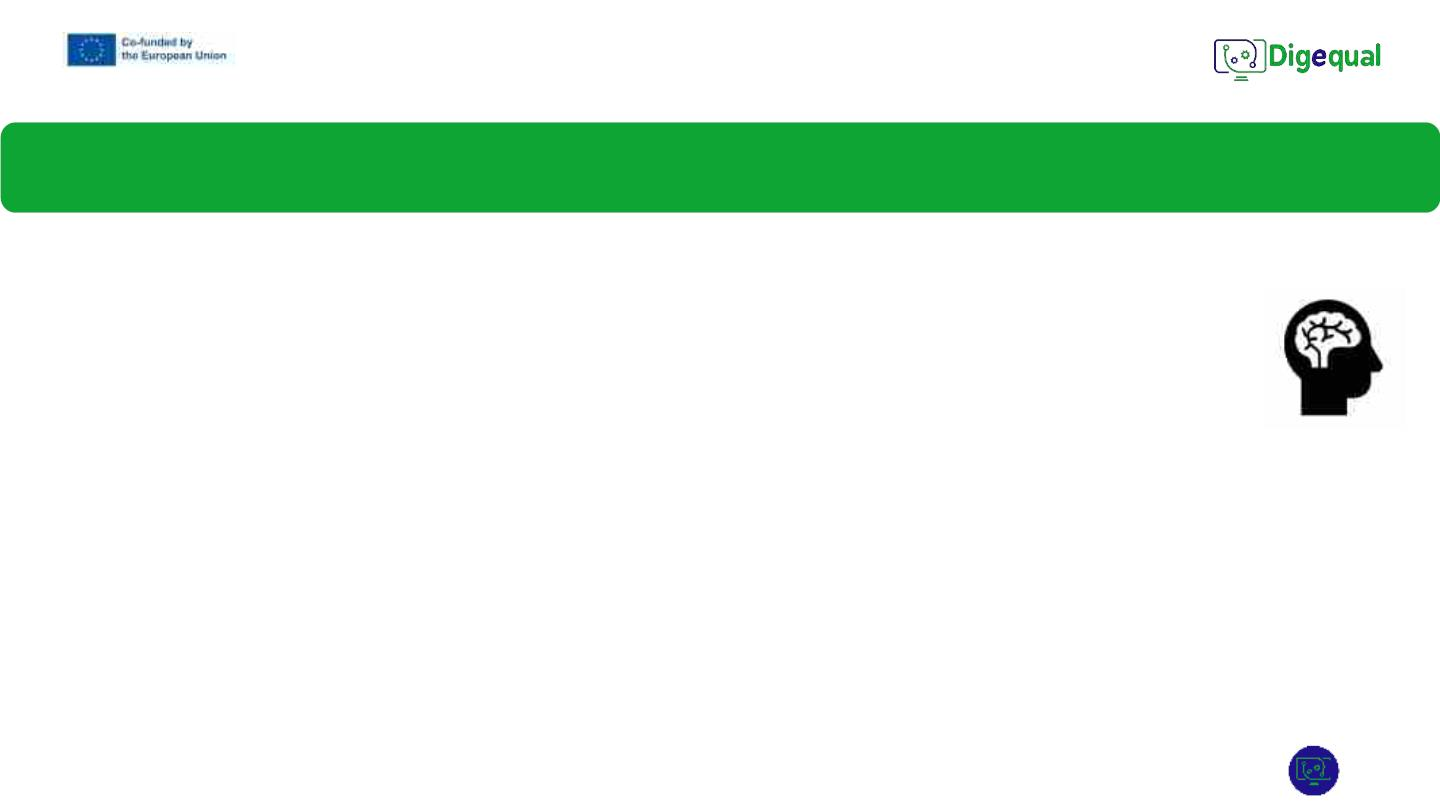 Co-funded by
the European Union
Digequal